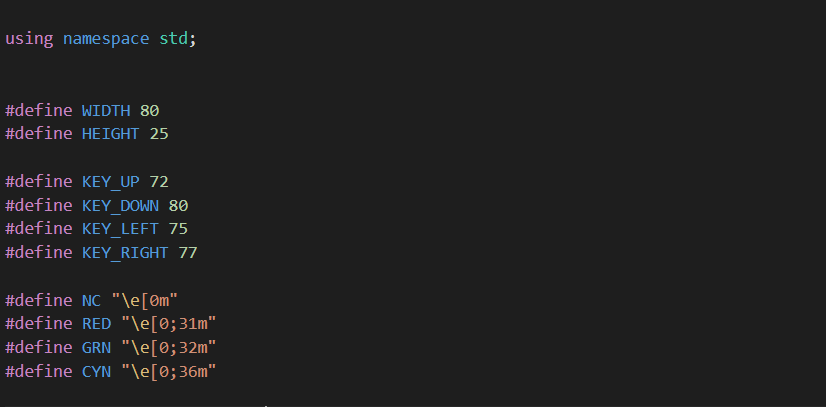 using namespace std;
#define WIDTH 80
#define HEIGHT 25
#define KEY_UP 72
#define KEY_DOWN 80
#define KEY_LEFT 75
#define KEY_RIGHT 77
#define NC "\e[0m"
#define RED "\e[0;31m"
#define GRN "\e[0;32m"
#define CYN "\e[0;36m"